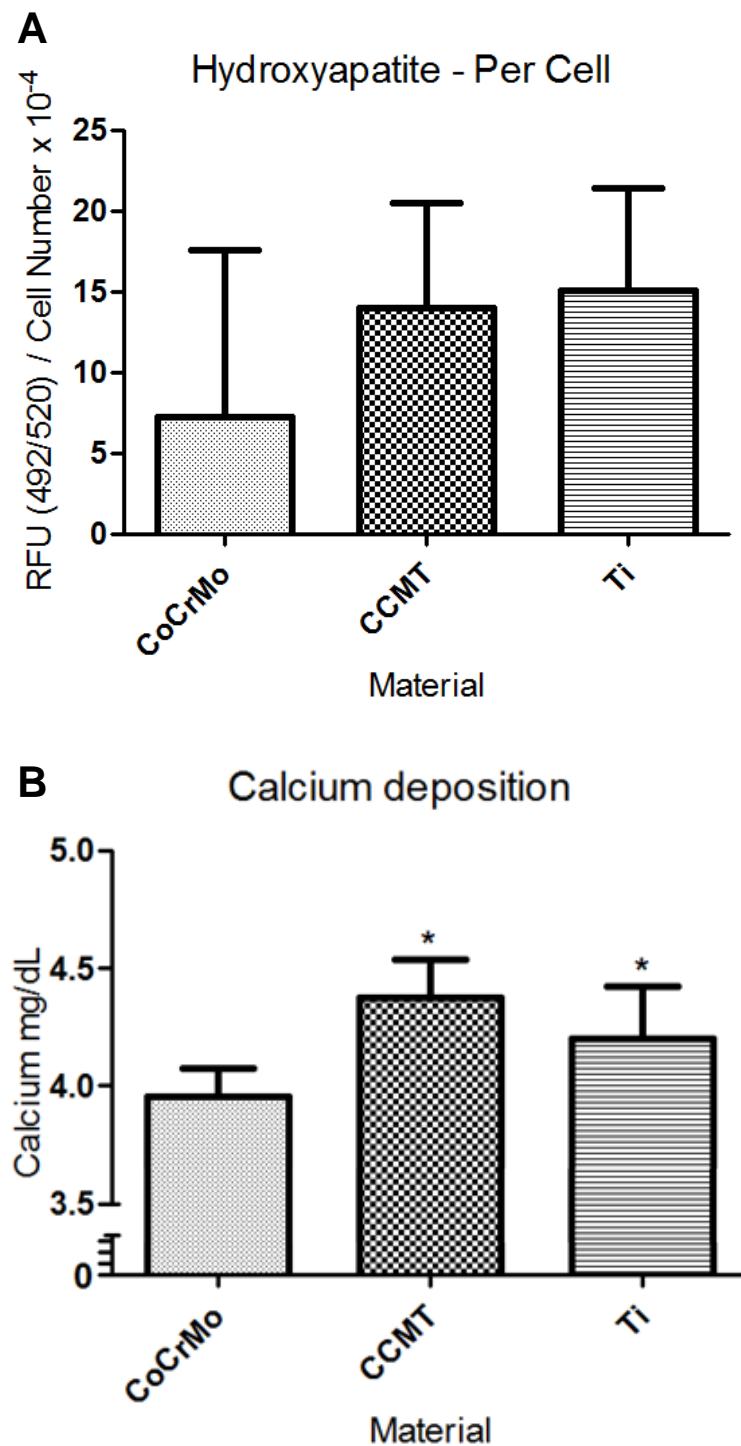 A
Hydroxyapatite - Per Cell
RFU (492/520) / Cell Number x 10-4
25
20
15
10
5
0
CoCrMo
CCMT
Ti
Material
B
Calcium deposition
Calcium mg/dL
5.0
4.5
4.0
3.5
0
*
*
CoCrMo
CCMT
Ti
Material